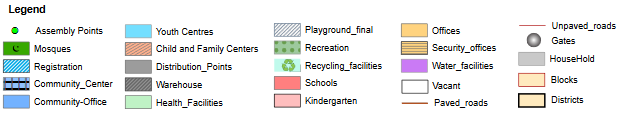 Legend
Assembly Points
Mosques
Registration
Community_Center
Community-Office
Youth Centres
Child and Family Centers
Distribution_Points
Warehouse
Health_Facilities
Playground_final
Recreation
Recycling_facilities
Schools
Kindergarten
Offices
Security_offices
Water_facilities
Vacant
Paved_roads
Unpaved_roads
Gates
HouseHold
Blocks
Districts